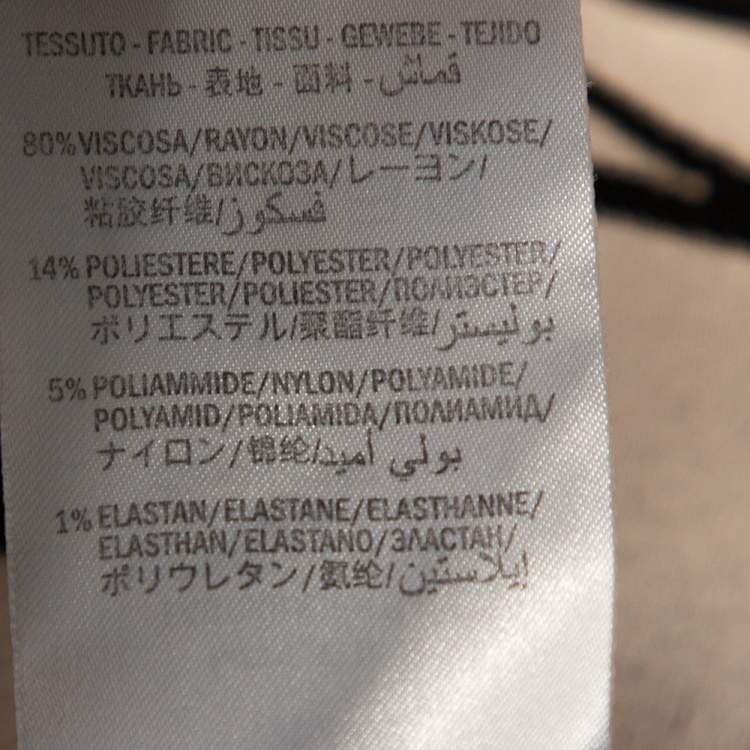 TESSUTO - FABRIC - TISSU - GEWEBE - TEJIDO
ТКАНЬ - 表地 - 面料 - قماش
80% VISCOSA/RAYON/VISCOSE/VISKOSE/
VISCOSA/ВИСКОЗА/レーヨン/
粘胶纤维/فسكوز
14% POLIESTERE/POLYESTER/POLYESTER/
POLYESTER/POLIESTER/ПОЛИЭСТЕР/
ポリエステル/聚酯纤维/بوليستر
5% POLIAMMIDE/NYLON/POLYAMIDE/
POLYAMID/POLIAMIDA/ПОЛИАМИД/
ナイロン/锦纶/بولي أميد
1% ELASTAN/ELASTANE/ELASTHANNE/
ELASTHAN/ELASTANO/ЭЛАСТАН/
ポリウレタン/氨纶/إيلاستين